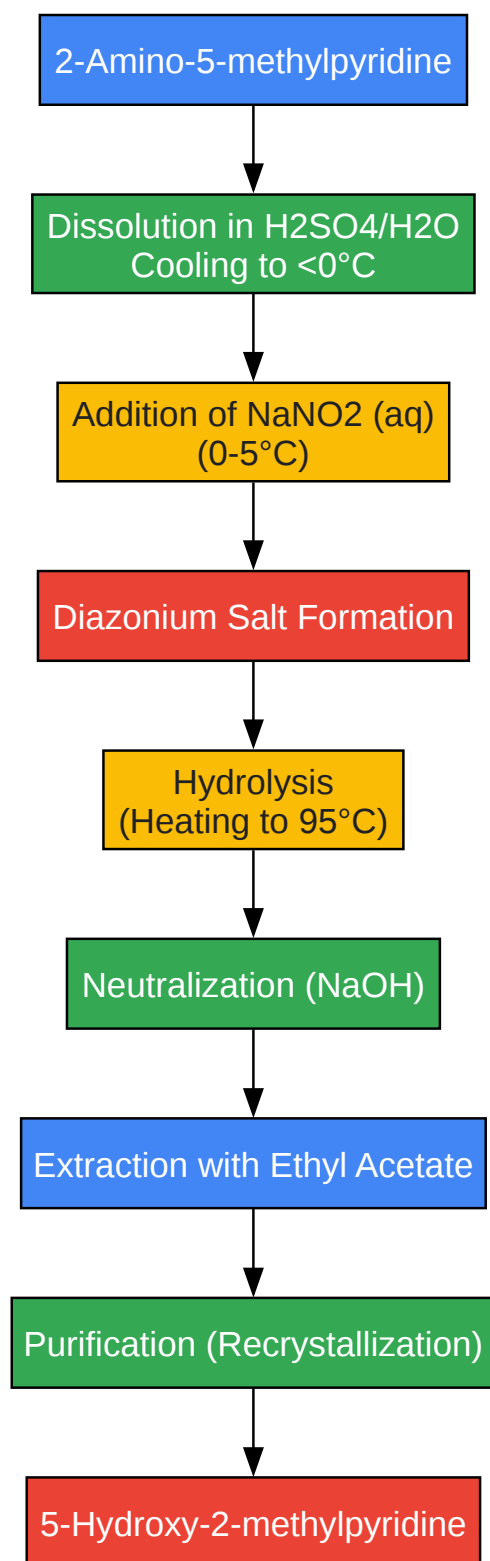 2-Amino-5-methylpyridine
Dissolution in H2SO4/H2O
Cooling to <0°C
Addition of NaNO2 (aq)
(0-5°C)
Diazonium Salt Formation
Hydrolysis
(Heating to 95°C)
Neutralization (NaOH)
Extraction with Ethyl Acetate
Purification (Recrystallization)
5-Hydroxy-2-methylpyridine